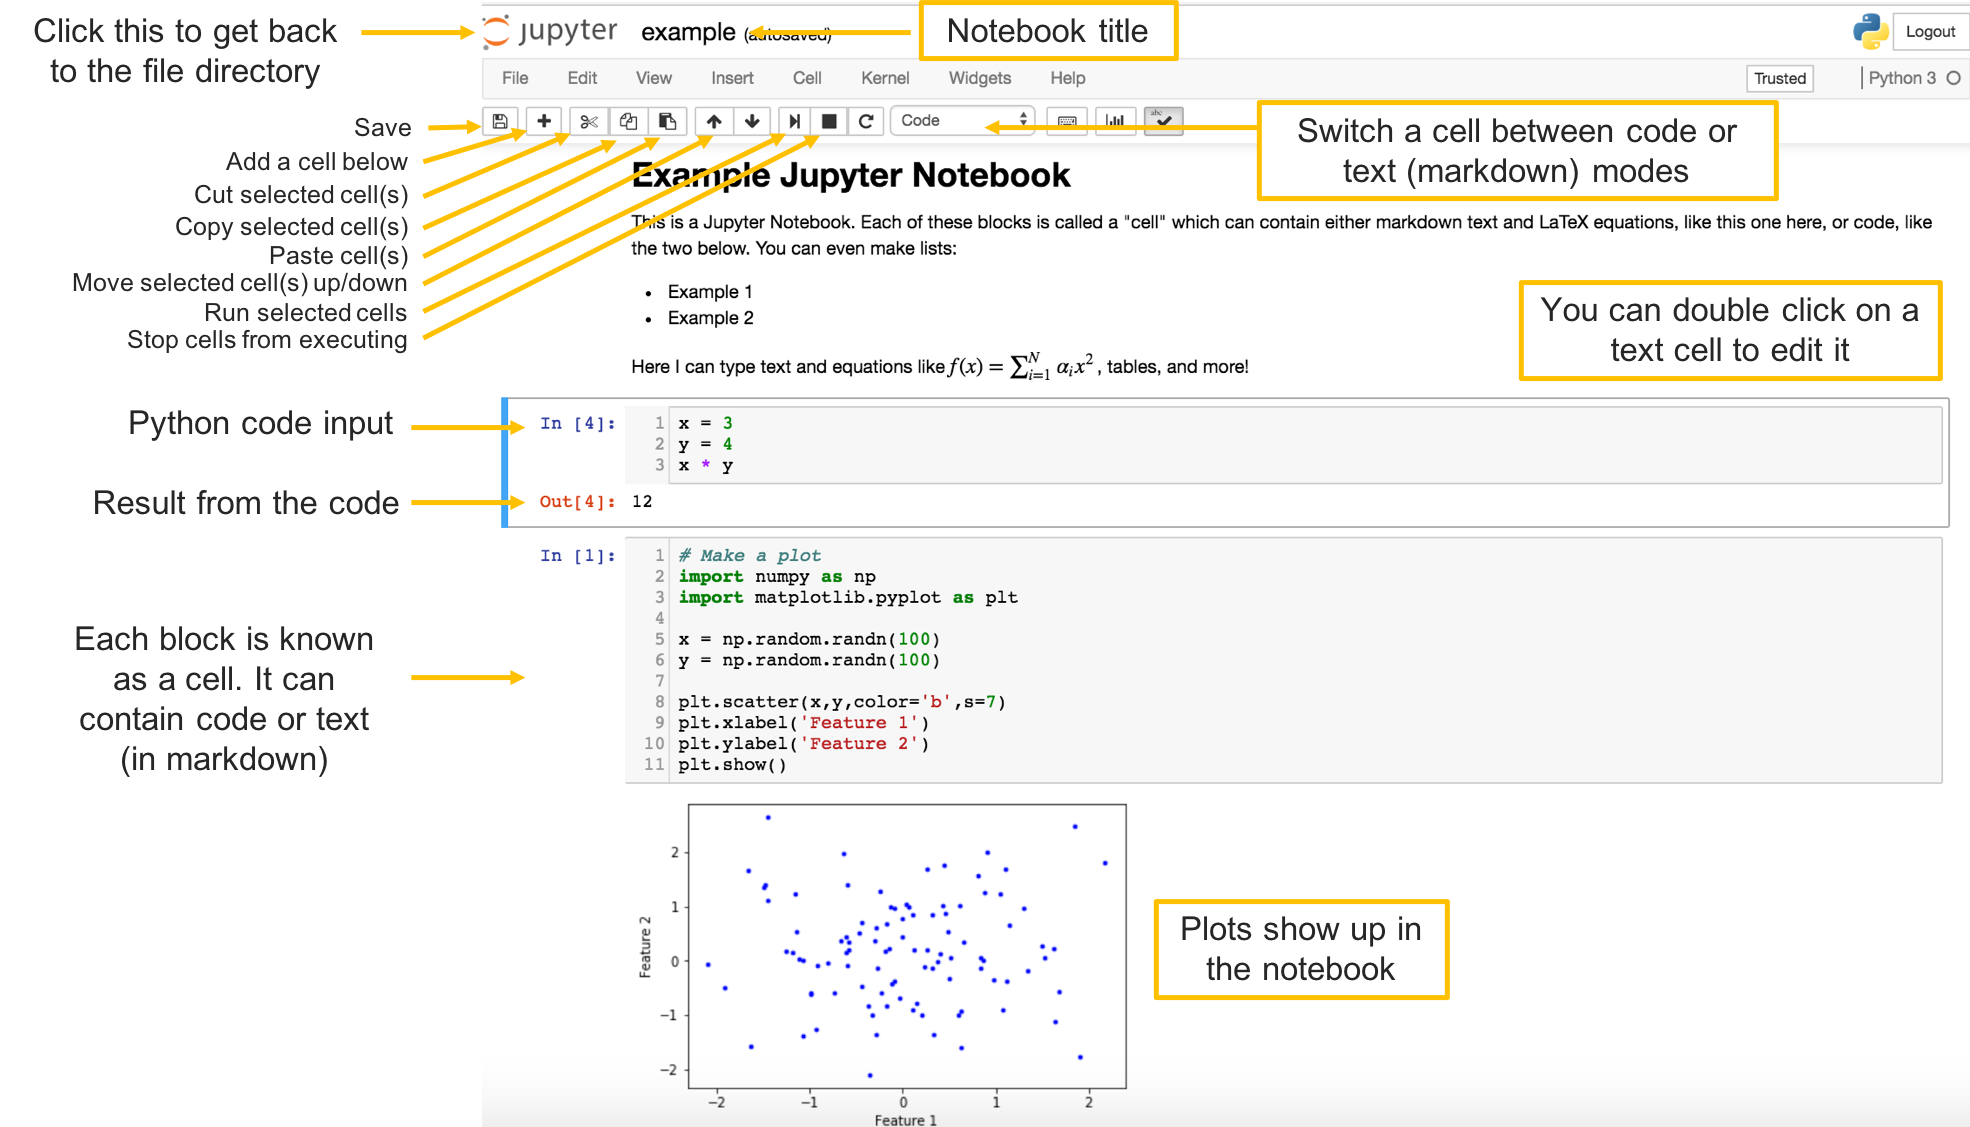 Click this to get back
to the file directory
jupyter example (autosaved)
Notebook title
Logout
File Edit View Insert Cell Kernel Widgets Help
Trusted
Python 3
Code
abc
Save
Add a cell below
Cut selected cell(s)
Copy selected cell(s)
Paste cell(s)
Move selected cell(s) up/down
Run selected cells
Stop cells from executing
Switch a cell between code or
text (markdown) modes
Example Jupyter Notebook
This is a Jupyter Notebook. Each of these blocks is called a "cell" which can contain either markdown text and LaTeX equations, like this one here, or code, like
the two below. You can even make lists:
• Example 1
• Example 2
You can double click on a
text cell to edit it
Here I can type text and equations like f(x) = ∑ᴺᵢ₌₁ αᵢx², tables, and more!
Python code input
In [4]:
1 x = 3
2 y = 4
3 x * y
Result from the code
Out[4]: 12
In [1]:
1 # Make a plot
2 import numpy as np
3 import matplotlib.pyplot as plt
4
5 x = np.random.randn(100)
6 y = np.random.randn(100)
7
8 plt.scatter(x,y,color='b',s=7)
9 plt.xlabel('Feature 1')
10 plt.ylabel('Feature 2')
11 plt.show()
Each block is known
as a cell. It can
contain code or text
(in markdown)
2
1
0
−1
−2
Feature 2
−2 −1 0 1 2
Feature 1
Plots show up in
the notebook